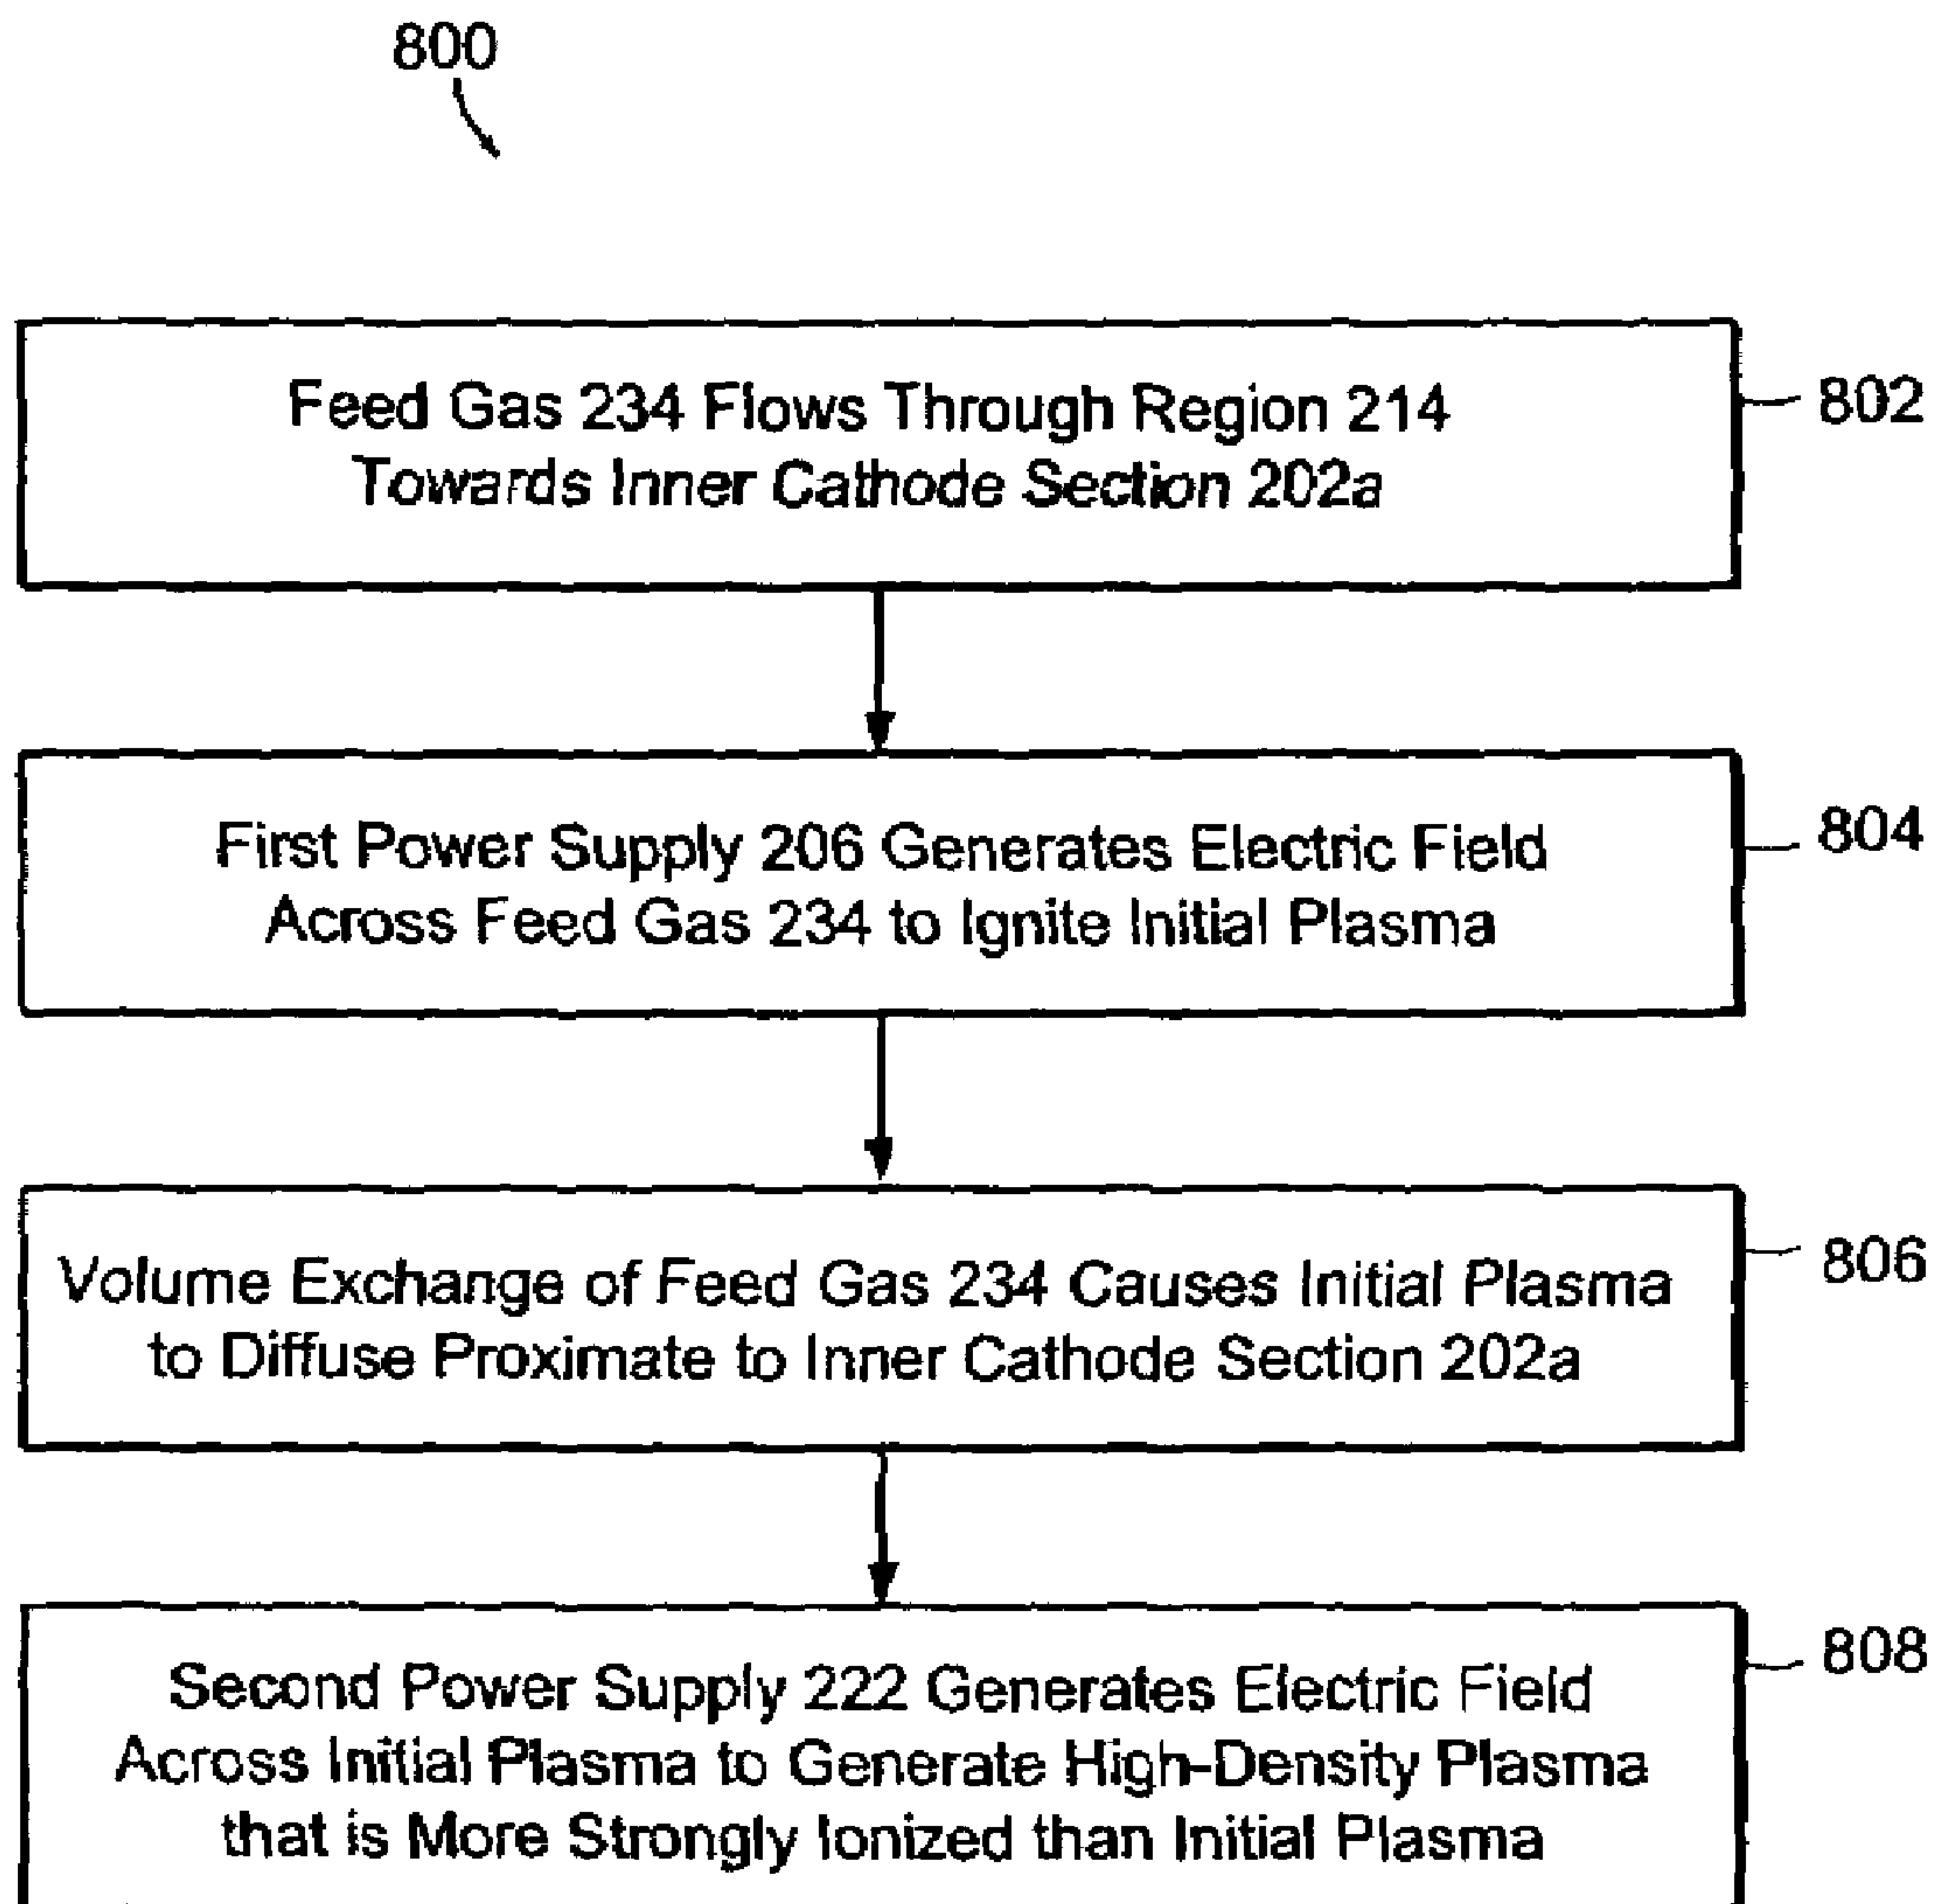 800
Feed Gas 234 Flows Through Region 214
Towards Inner Cathode Section 202a
802
First Power Supply 206 Generates Electric Field
Across Feed Gas 234 to Ignite Initial Plasma
804
Volume Exchange of Feed Gas 234 Causes Initial Plasma
to Diffuse Proximate to Inner Cathode Section 202a
806
Second Power Supply 222 Generates Electric Field
Across Initial Plasma to Generate High-Density Plasma
that is More Strongly Ionized than Initial Plasma
808